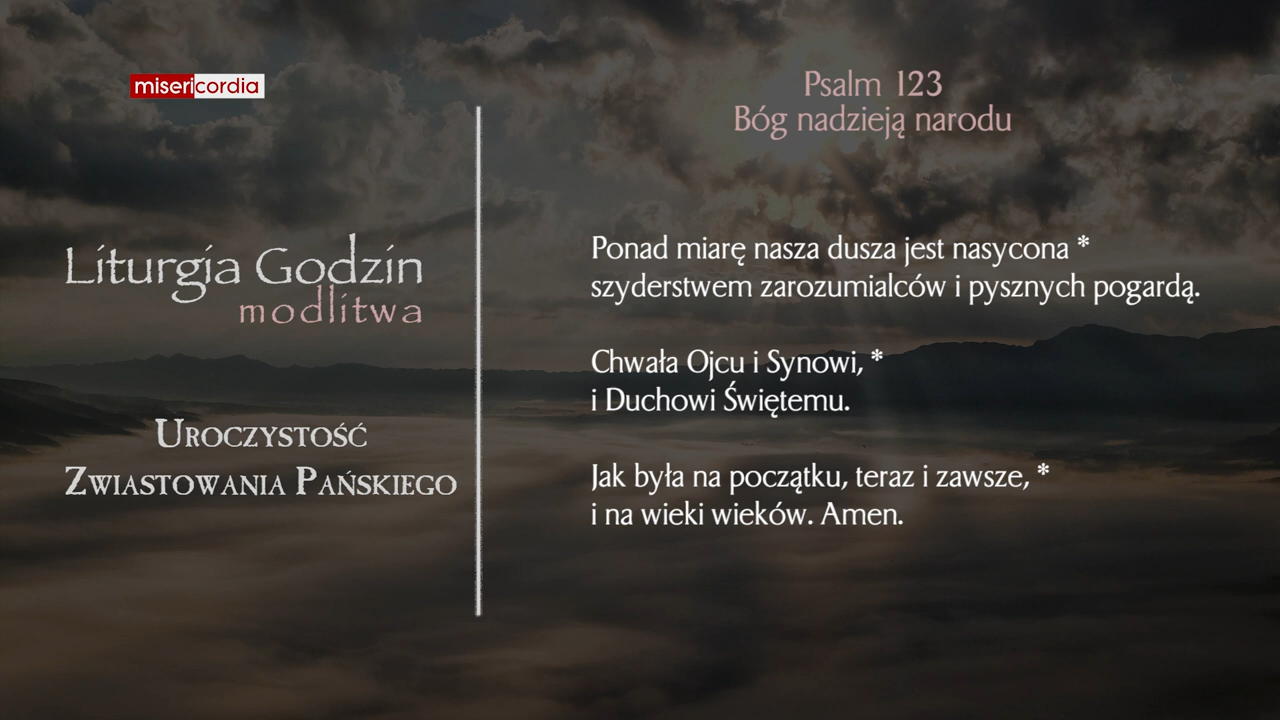 misericordia
Liturgia Godzin
modlitwa
Uroczystość
Zwiastowania Pańskiego
Psalm 123
Bóg nadzieją narodu
Ponad miarę nasza dusza jest nasycona *
szyderstwem zarozumialców i pysznych pogardą.
Chwała Ojcu i Synowi, *
i Duchowi Świętemu.
Jak była na początku, teraz i zawsze, *
i na wieki wieków. Amen.